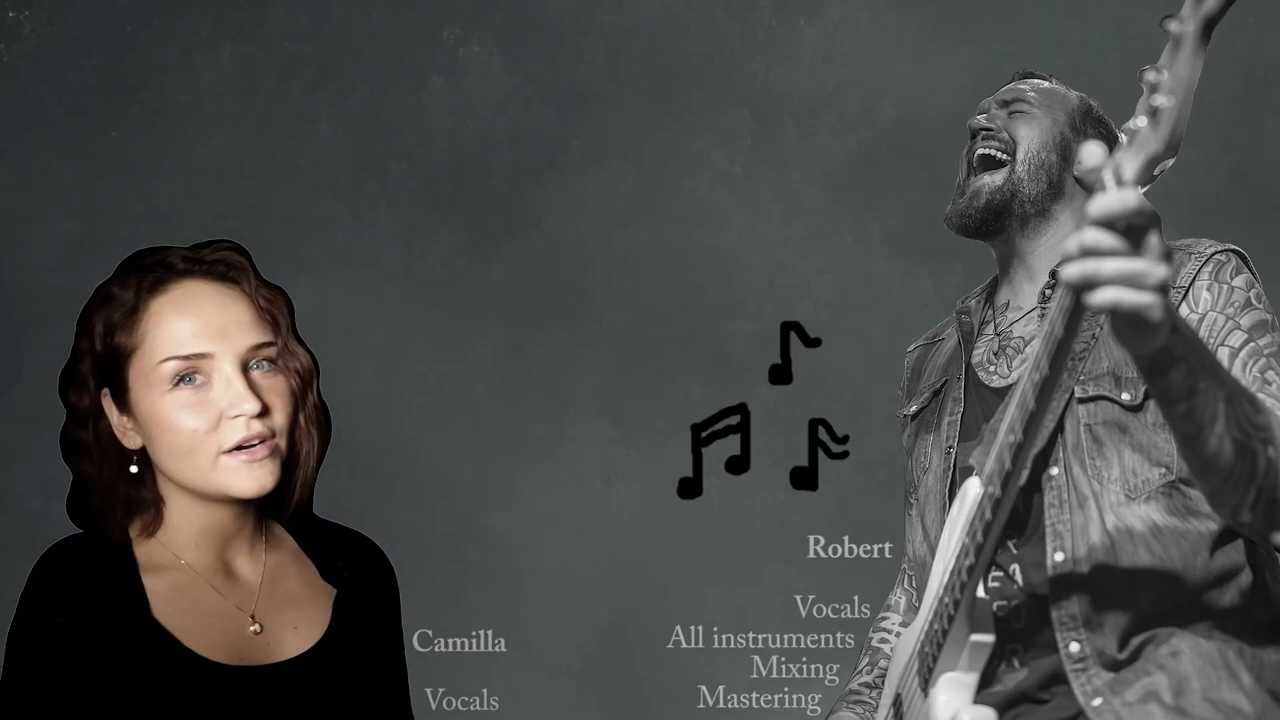 Camilla
Vocals
Robert
Vocals
All instruments
Mixing
Mastering